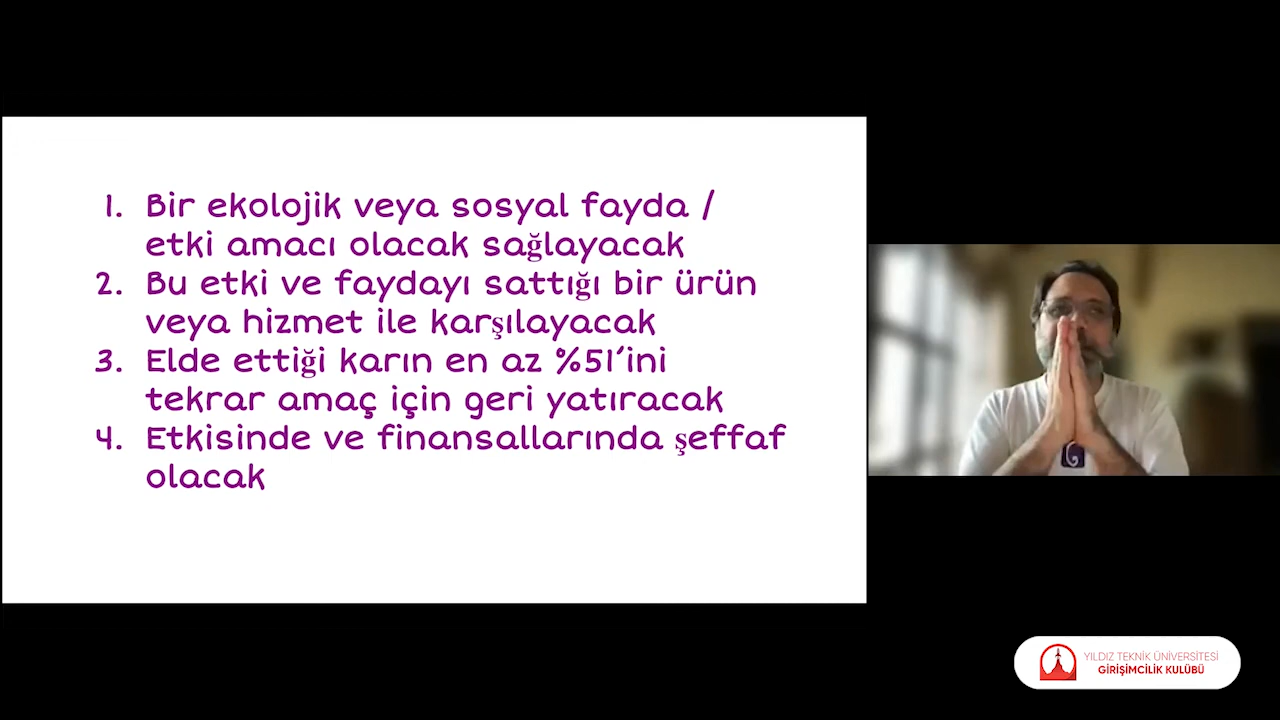 1. Bir ekolojik veya sosyal fayda /
etki amacı olacak sağlayacak
2. Bu etki ve faydayı sattığı bir ürün
veya hizmet ile karşılayacak
3. Elde ettiği karın en az %51’ini
tekrar amaç için geri yatıracak
4. Etkisinde ve finansallarında şeffaf
olacak
YILDIZ TEKNİK ÜNİVERSİTESİ
GİRİŞİMCİLİK KULÜBÜ